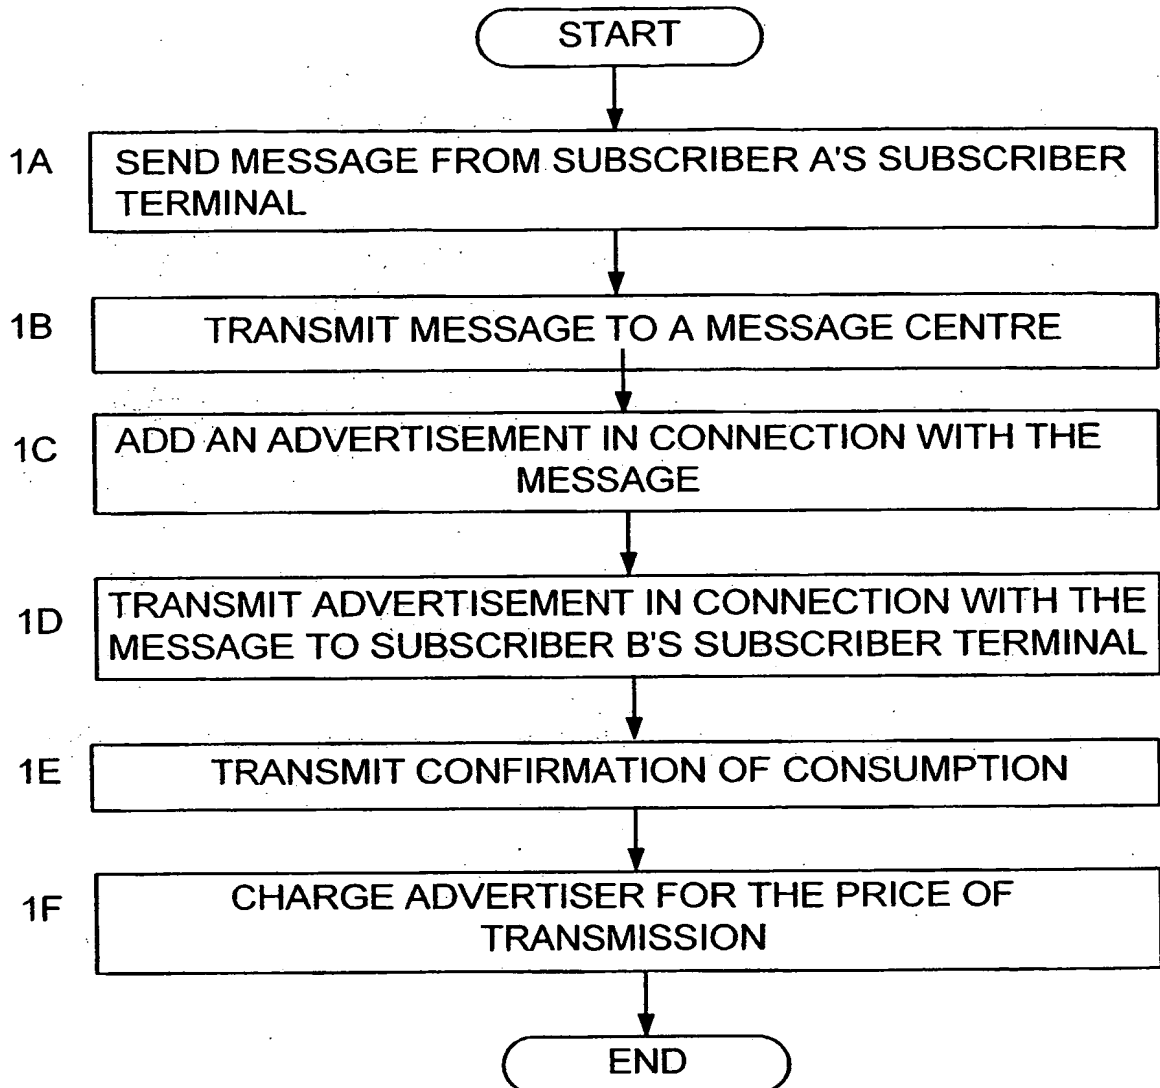 START
1A
SEND MESSAGE FROM SUBSCRIBER A'S SUBSCRIBER
TERMINAL
1B
TRANSMIT MESSAGE TO A MESSAGE CENTRE
1C
ADD AN ADVERTISEMENT IN CONNECTION WITH THE
MESSAGE
1D
TRANSMIT ADVERTISEMENT IN CONNECTION WITH THE
MESSAGE TO SUBSCRIBER B'S SUBSCRIBER TERMINAL
1E
TRANSMIT CONFIRMATION OF CONSUMPTION
1F
CHARGE ADVERTISER FOR THE PRICE OF
TRANSMISSION
END